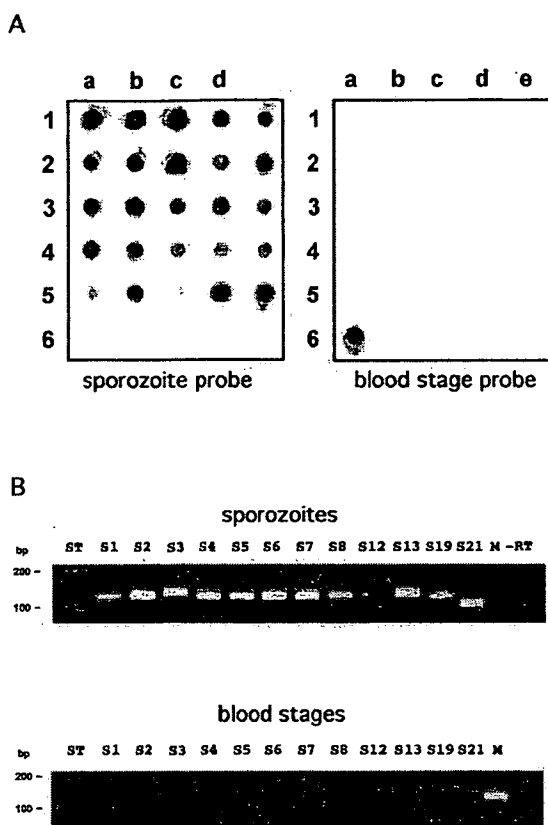 A
a b c d
a b c d e
1
2
3
4
5
6
1
2
3
4
5
6
sporozoite probe
blood stage probe
B
sporozoites
bp ST S1 S2 S3 S4 S5 S6 S7 S8 S12 S13 S19 S21 M -RT
200 -
100 -
blood stages
bp ST S1 S2 S3 S4 S5 S6 S7 S8 S12 S13 S19 S21 M
200 -
100 -